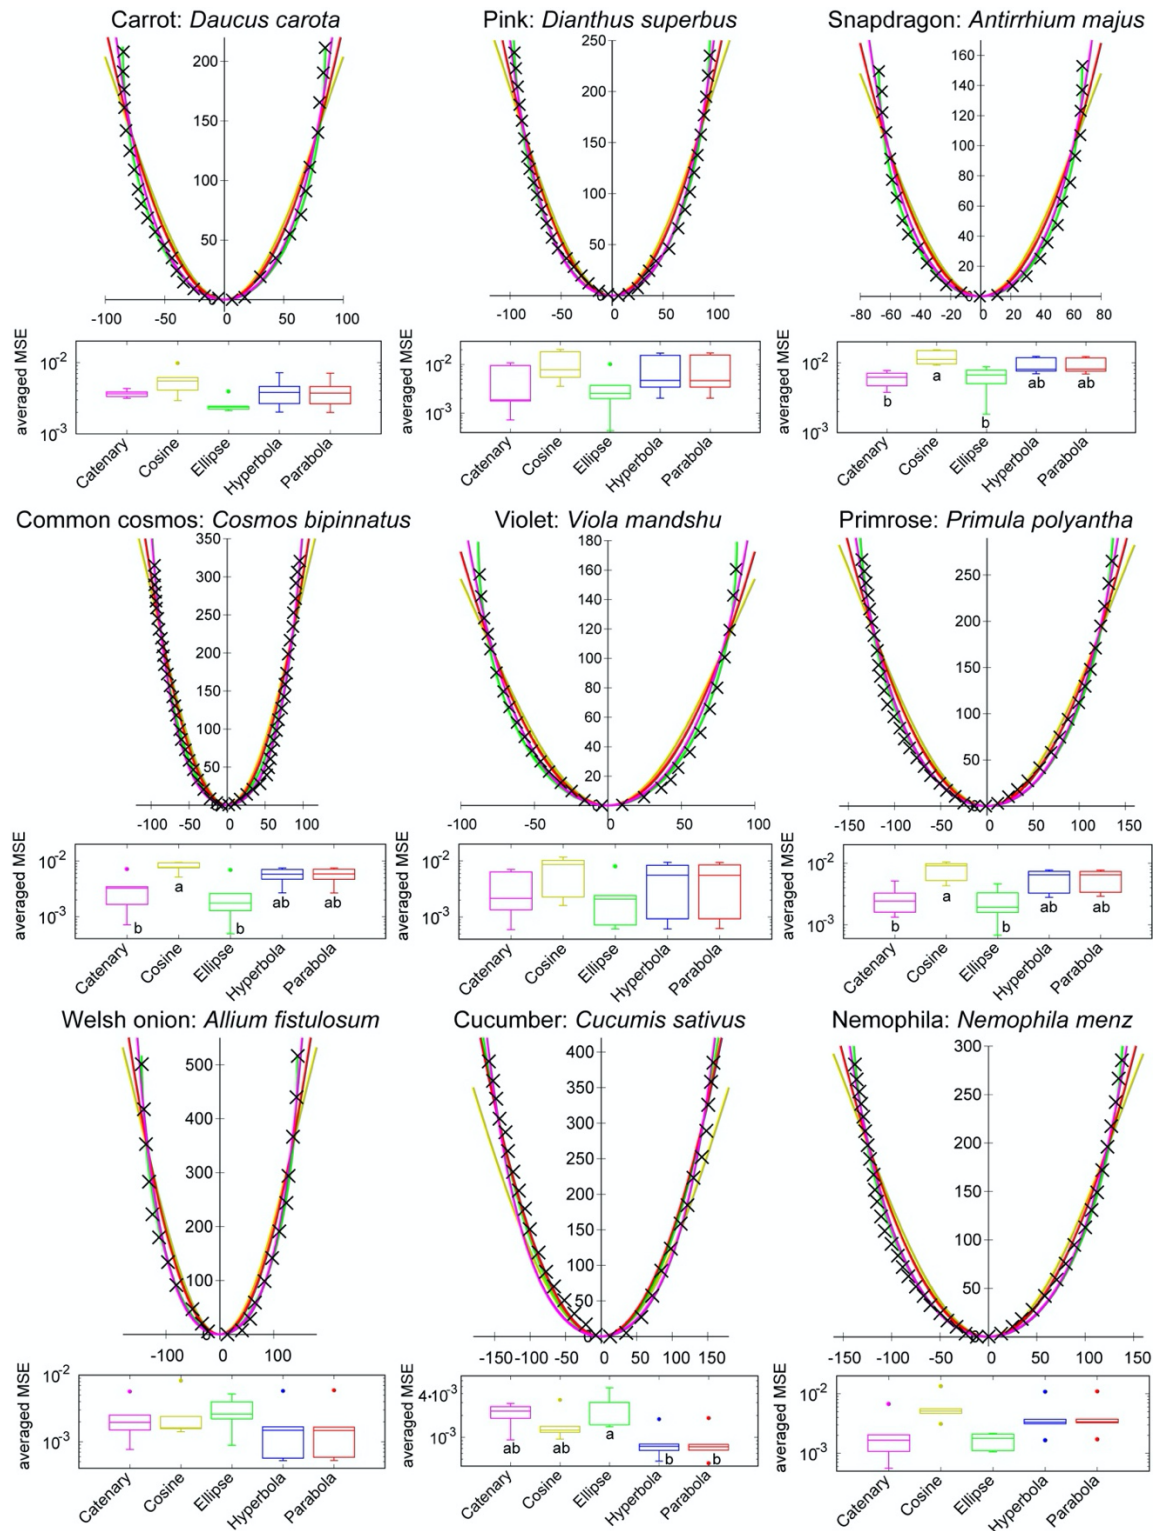 Carrot: Daucus carota
200
150
100
50
-100 -50 0 50 100
averaged MSE
10-2
10-3
Catenary Cosine Ellipse Hyperbola Parabola
Pink: Dianthus superbus
250
200
150
100
50
-100 -50 0 50 100
averaged MSE
10-2
10-3
Catenary Cosine Ellipse Hyperbola Parabola
Snapdragon: Antirrhium majus
160
140
120
100
80
60
40
20
-80 -60 -40 -20 0 20 40 60 80
averaged MSE
10-2
10-3
b a b ab ab
Catenary Cosine Ellipse Hyperbola Parabola
Common cosmos: Cosmos bipinnatus
350
300
250
200
150
100
50
-100 -50 0 50 100
averaged MSE
10-2
10-3
b a b ab ab
Catenary Cosine Ellipse Hyperbola Parabola
Violet: Viola mandshu
180
160
140
120
100
80
60
40
20
-100 -50 0 50 100
averaged MSE
10-2
10-3
Catenary Cosine Ellipse Hyperbola Parabola
Primrose: Primula polyantha
250
200
150
100
50
-150 -100 -50 0 50 100 150
averaged MSE
10-2
10-3
b a b ab ab
Catenary Cosine Ellipse Hyperbola Parabola
Welsh onion: Allium fistulosum
500
400
300
200
100
-100 0 100
averaged MSE
10-2
10-3
Catenary Cosine Ellipse Hyperbola Parabola
Cucumber: Cucumis sativus
400
350
300
250
200
150
100
50
-150 -100 -50 0 50 100 150
averaged MSE
4•10-3
10-3
ab ab a b b
Catenary Cosine Ellipse Hyperbola Parabola
Nemophila: Nemophila menz
300
250
200
150
100
50
-150 -100 -50 0 50 100 150
averaged MSE
10-2
10-3
Catenary Cosine Ellipse Hyperbola Parabola